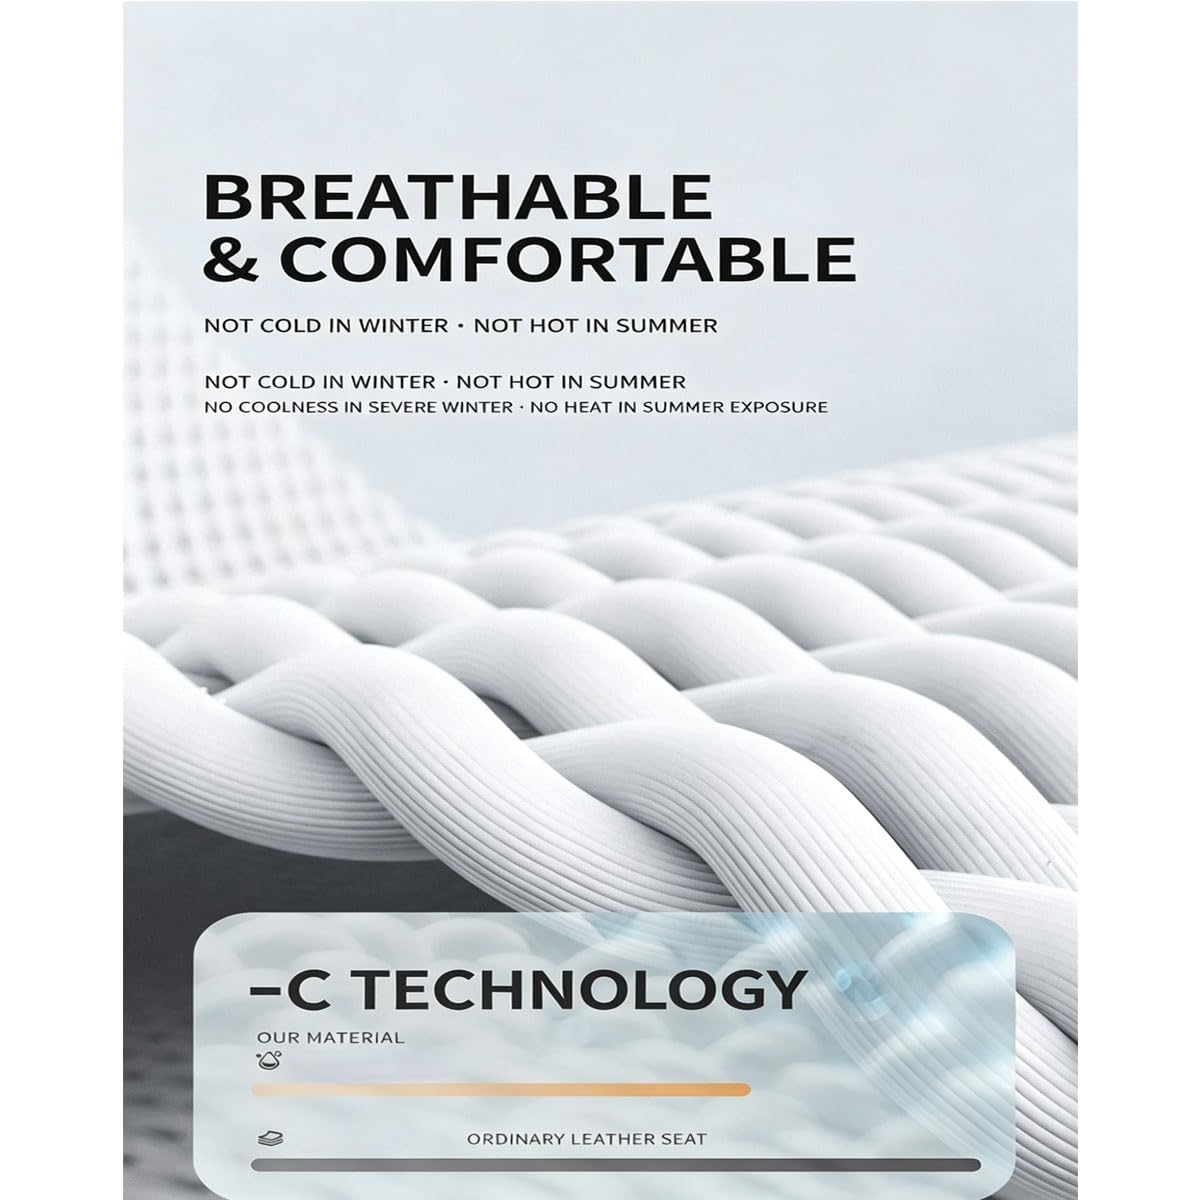 BREATHABLE
& COMFORTABLE
NOT COLD IN WINTER · NOT HOT IN SUMMER
NOT COLD IN WINTER · NOT HOT IN SUMMER
NO COOLNESS IN SEVERE WINTER · NO HEAT IN SUMMER EXPOSURE
–C TECHNOLOGY
OUR MATERIAL
ORDINARY LEATHER SEAT